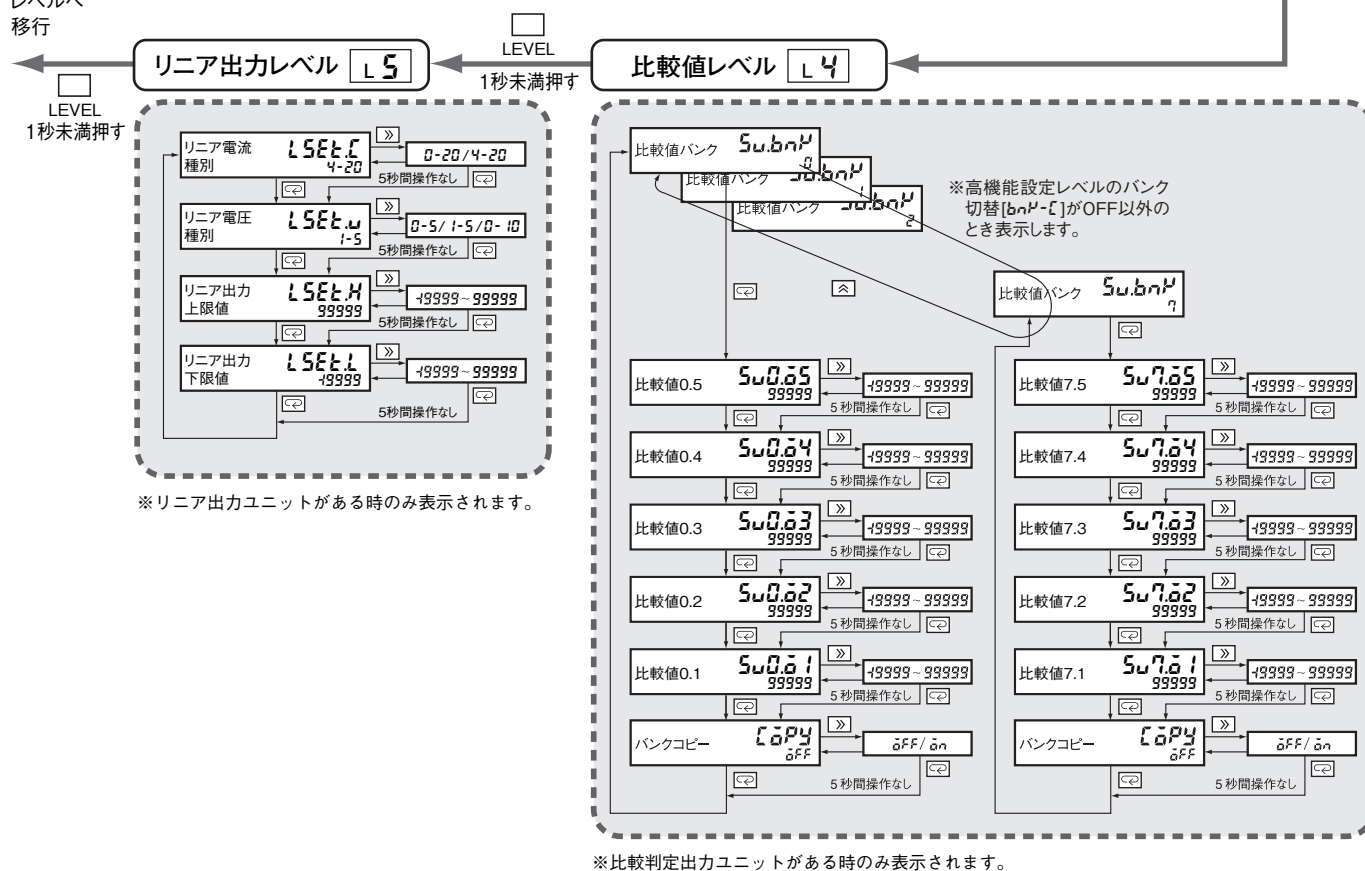 レベルへ
移行
LEVEL
1秒未満押す
リニア出力レベル L 5
LEVEL
1秒未満押す
比較値レベル L 4
リニア電流
種別
LSEt.C
4-20
0-20/4-20
5秒間操作なし
リニア電圧
種別
LSEt.u
1-5
0-5/1-5/0-10
5秒間操作なし
リニア出力
上限値
LSEt.H
99999
-19999~99999
5秒間操作なし
リニア出力
下限値
LSEt.L
-19999
-19999~99999
5秒間操作なし
※リニア出力ユニットがある時のみ表示されます。
比較値バンク Su.bnK
0
比較値バンク Su.bnK
1
比較値バンク Su.bnK
2
※高機能設定レベルのバンク
切替[bnK-C]がOFF以外の
とき表示します。
比較値バンク Su.bnK
7
比較値0.5 Su0.o5
99999
-19999~99999
5秒間操作なし
比較値0.4 Su0.o4
99999
-19999~99999
5秒間操作なし
比較値0.3 Su0.o3
99999
-19999~99999
5秒間操作なし
比較値0.2 Su0.o2
99999
-19999~99999
5秒間操作なし
比較値0.1 Su0.o1
99999
-19999~99999
5秒間操作なし
バンクコピー CoPY
oFF
oFF/on
5秒間操作なし
比較値7.5 Su7.o5
99999
-19999~99999
5秒間操作なし
比較値7.4 Su7.o4
99999
-19999~99999
5秒間操作なし
比較値7.3 Su7.o3
99999
-19999~99999
5秒間操作なし
比較値7.2 Su7.o2
99999
-19999~99999
5秒間操作なし
比較値7.1 Su7.o1
99999
-19999~99999
5秒間操作なし
バンクコピー CoPY
oFF
oFF/on
5秒間操作なし
※比較判定出力ユニットがある時のみ表示されます。